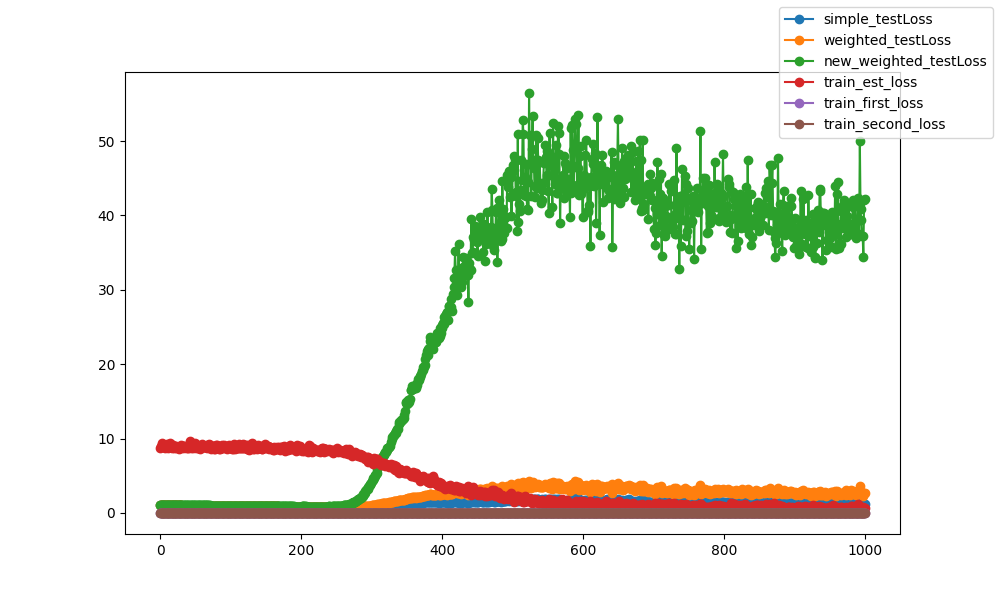 simple_testLoss
weighted_testLoss
new_weighted_testLoss
train_est_loss
train_first_loss
train_second_loss
50
40
30
20
10
0
0 200 400 600 800 1000